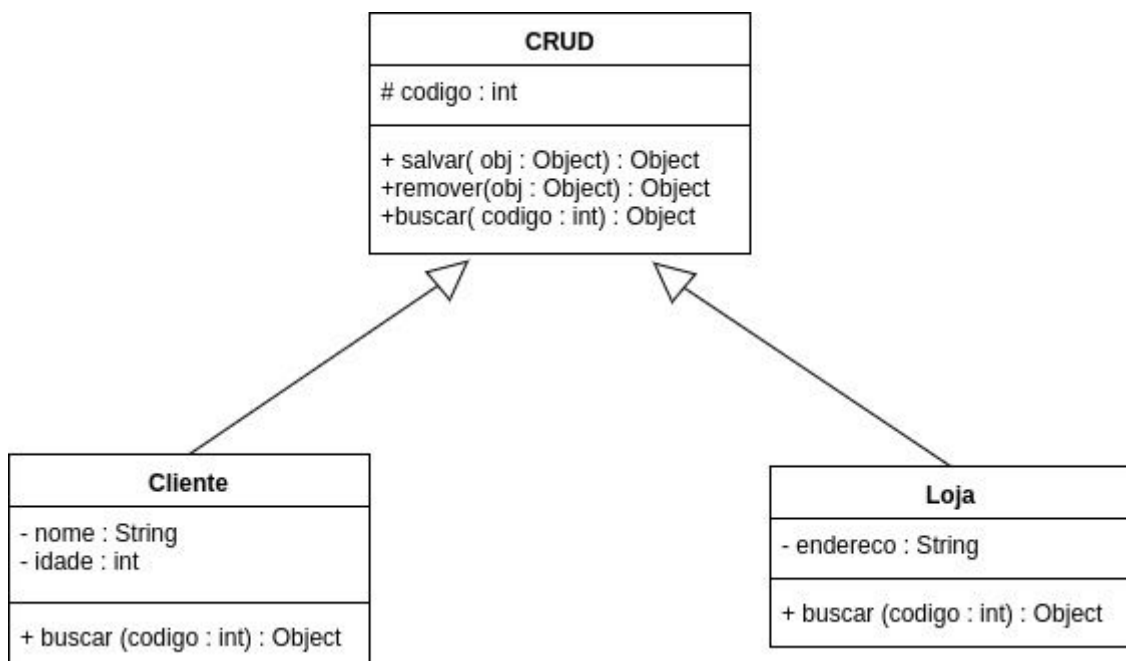 CRUD
# codigo : int
+ salvar( obj : Object) : Object
+remover(obj : Object) : Object
+buscar( codigo : int) : Object
Cliente
- nome : String
- idade : int
+ buscar (codigo : int) : Object
Loja
- endereco : String
+ buscar (codigo : int) : Object